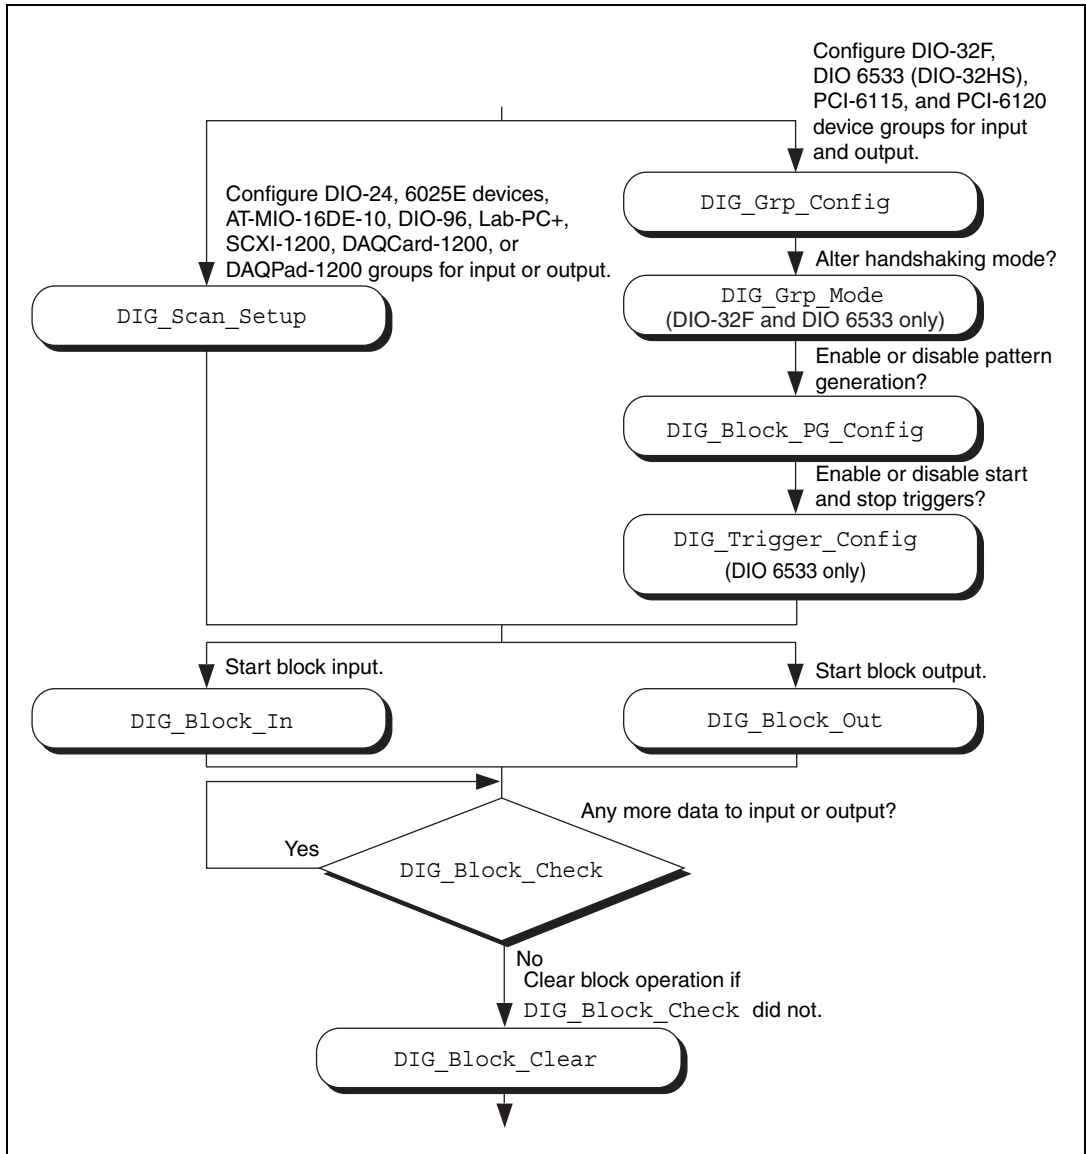 Configure DIO-32F,
DIO 6533 (DIO-32HS),
PCI-6115, and PCI-6120
device groups for input
and output.
Configure DIO-24, 6025E devices,
AT-MIO-16DE-10, DIO-96, Lab-PC+,
SCXI-1200, DAQCard-1200, or
DAQPad-1200 groups for input or output.
DIG_Grp_Config
Alter handshaking mode?
DIG_Scan_Setup
DIG_Grp_Mode
(DIO-32F and DIO 6533 only)
Enable or disable pattern
generation?
DIG_Block_PG_Config
Enable or disable start
and stop triggers?
DIG_Trigger_Config
(DIO 6533 only)
Start block input.
Start block output.
DIG_Block_In
DIG_Block_Out
Any more data to input or output?
Yes
DIG_Block_Check
No
Clear block operation if
DIG_Block_Check did not.
DIG_Block_Clear